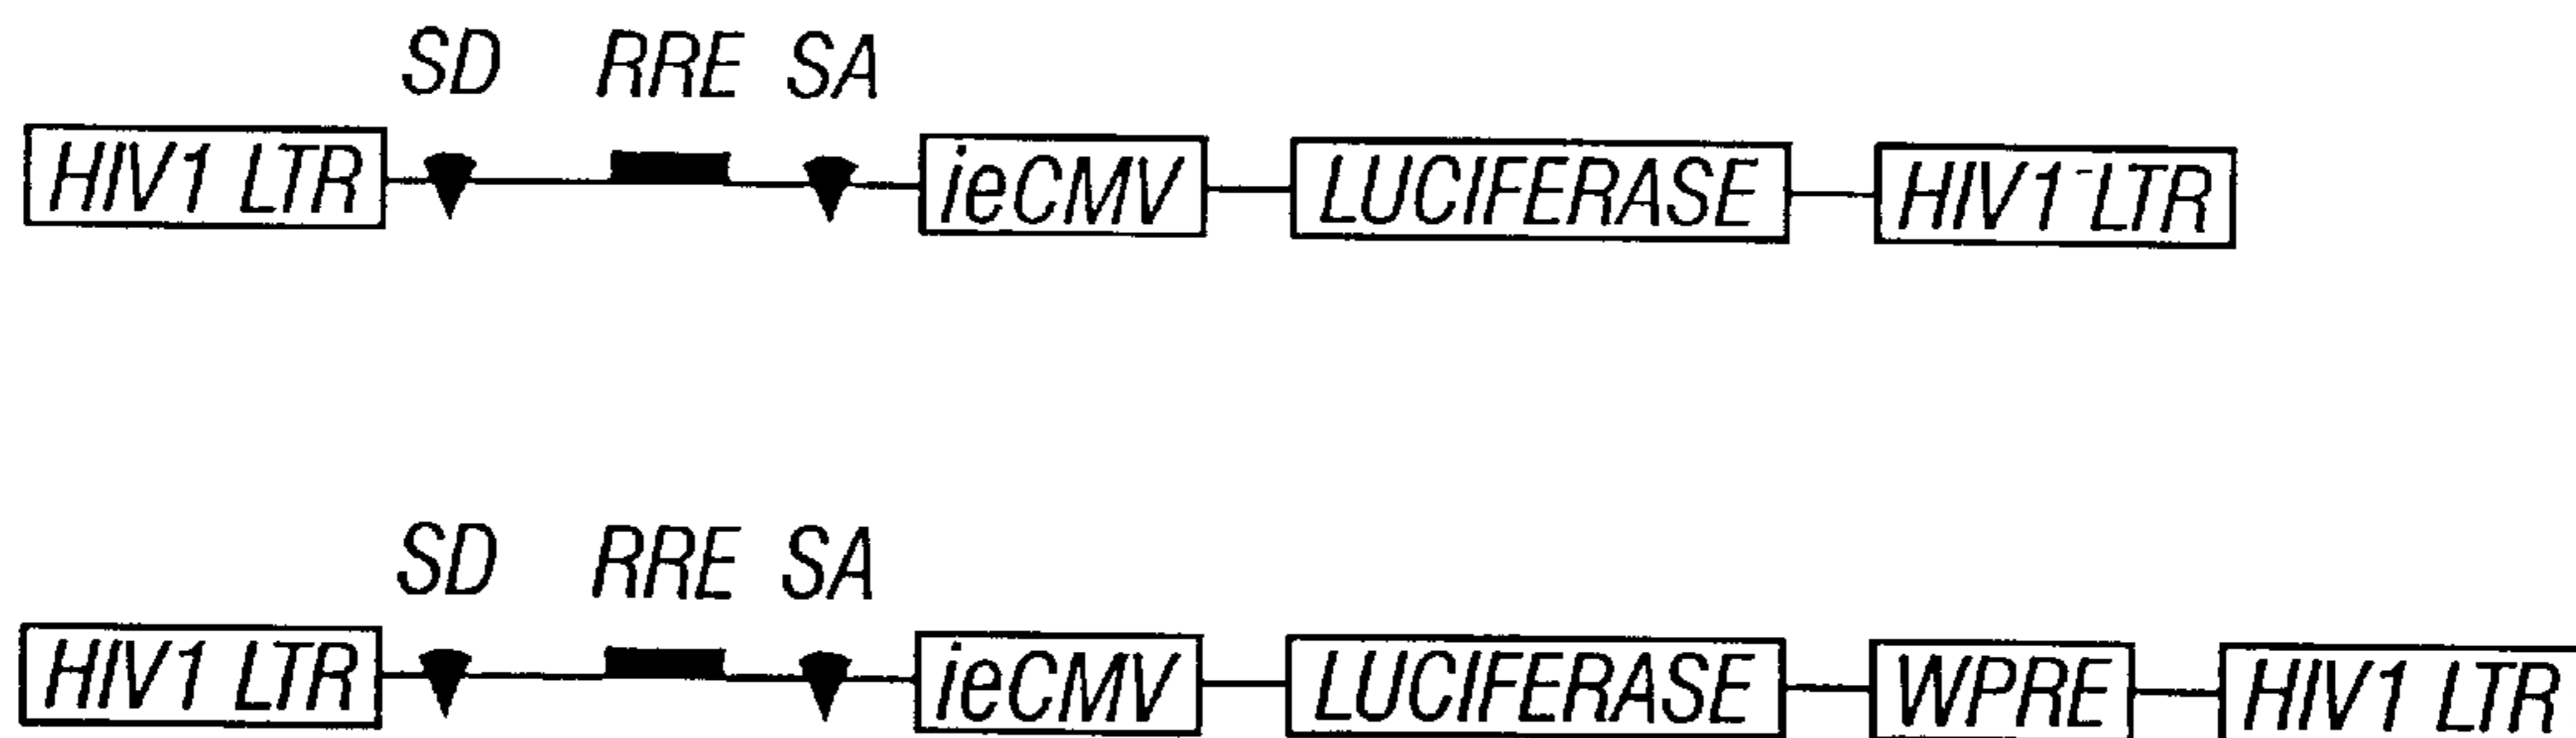 SD RRE SA
HIV1 LTR ieCMV LUCIFERASE HIV1 LTR
SD RRE SA
HIV1 LTR ieCMV LUCIFERASE WPRE HIV1 LTR